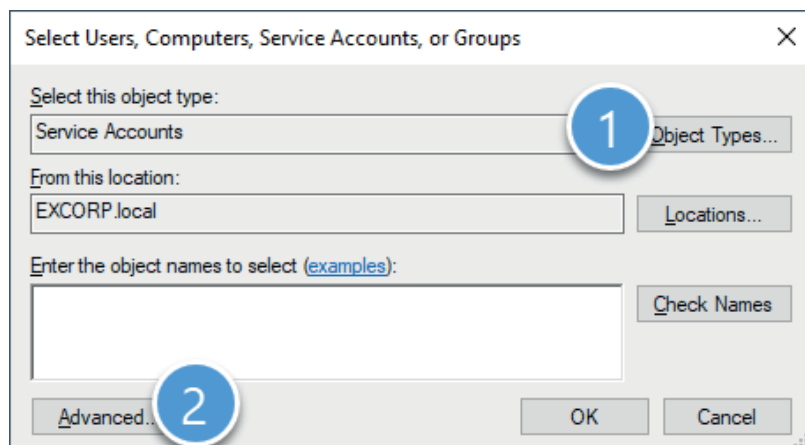 Select Users, Computers, Service Accounts, or Groups
Select this object type:
Service Accounts
1
Object Types...
From this location:
EXCORP.local
Locations...
Enter the object names to select (examples):
Check Names
Advanced...
2
OK
Cancel